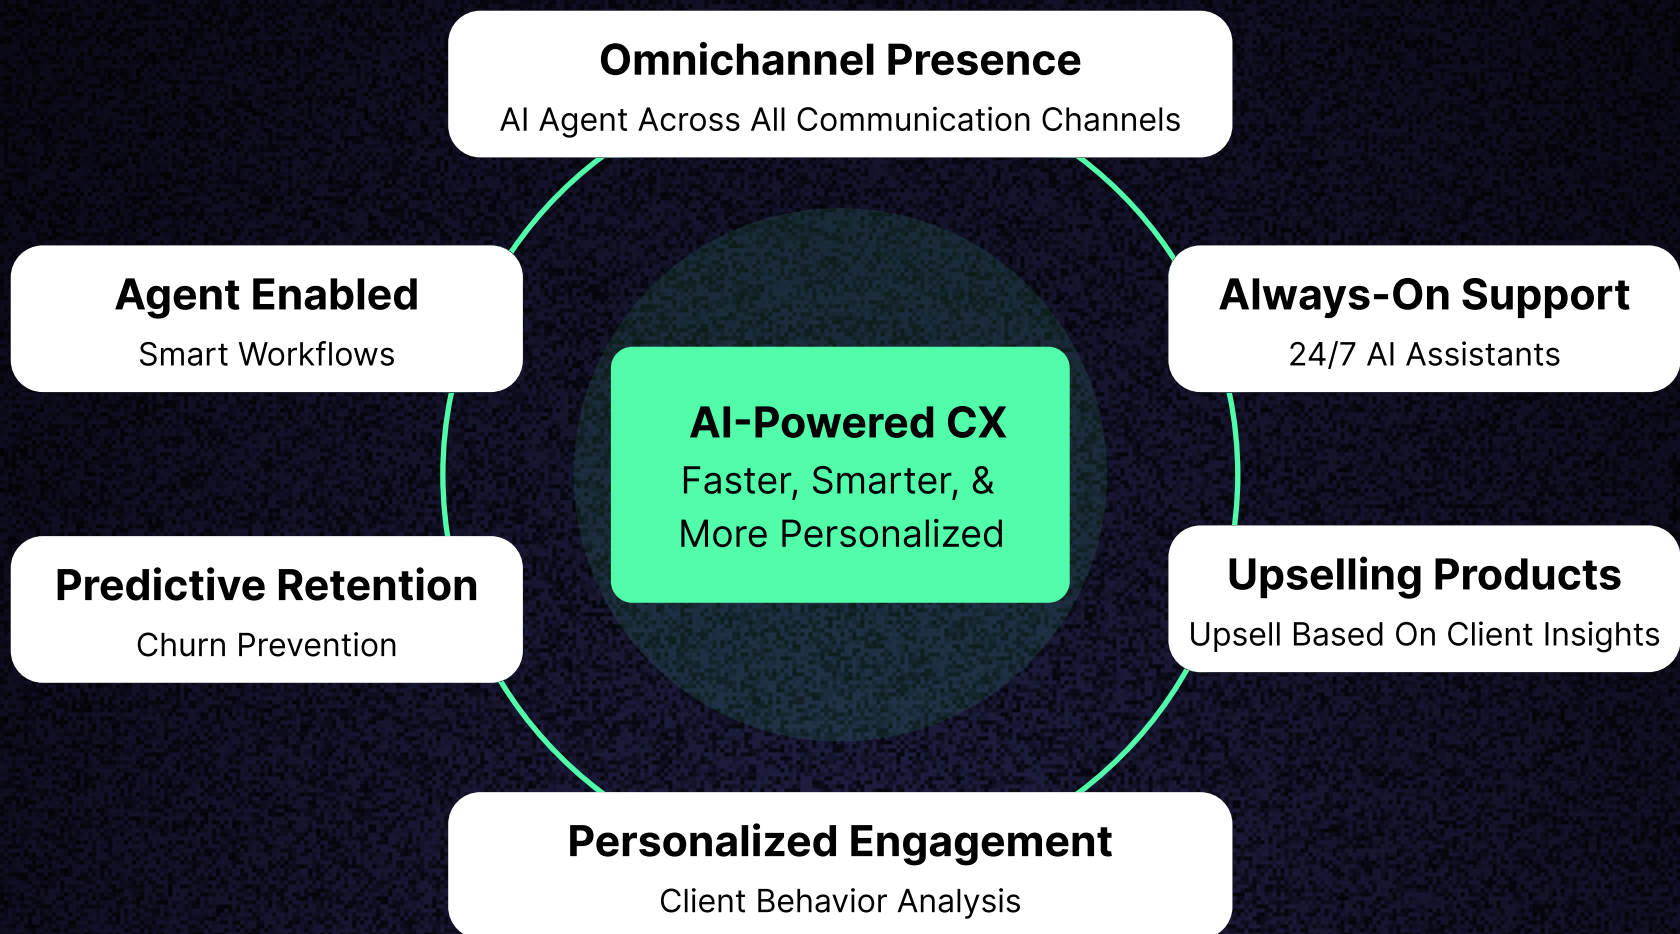 Omnichannel Presence
AI Agent Across All Communication Channels
Agent Enabled
Smart Workflows
Always-On Support
24/7 AI Assistants
AI-Powered CX
Faster, Smarter, &
More Personalized
Predictive Retention
Churn Prevention
Upselling Products
Upsell Based On Client Insights
Personalized Engagement
Client Behavior Analysis